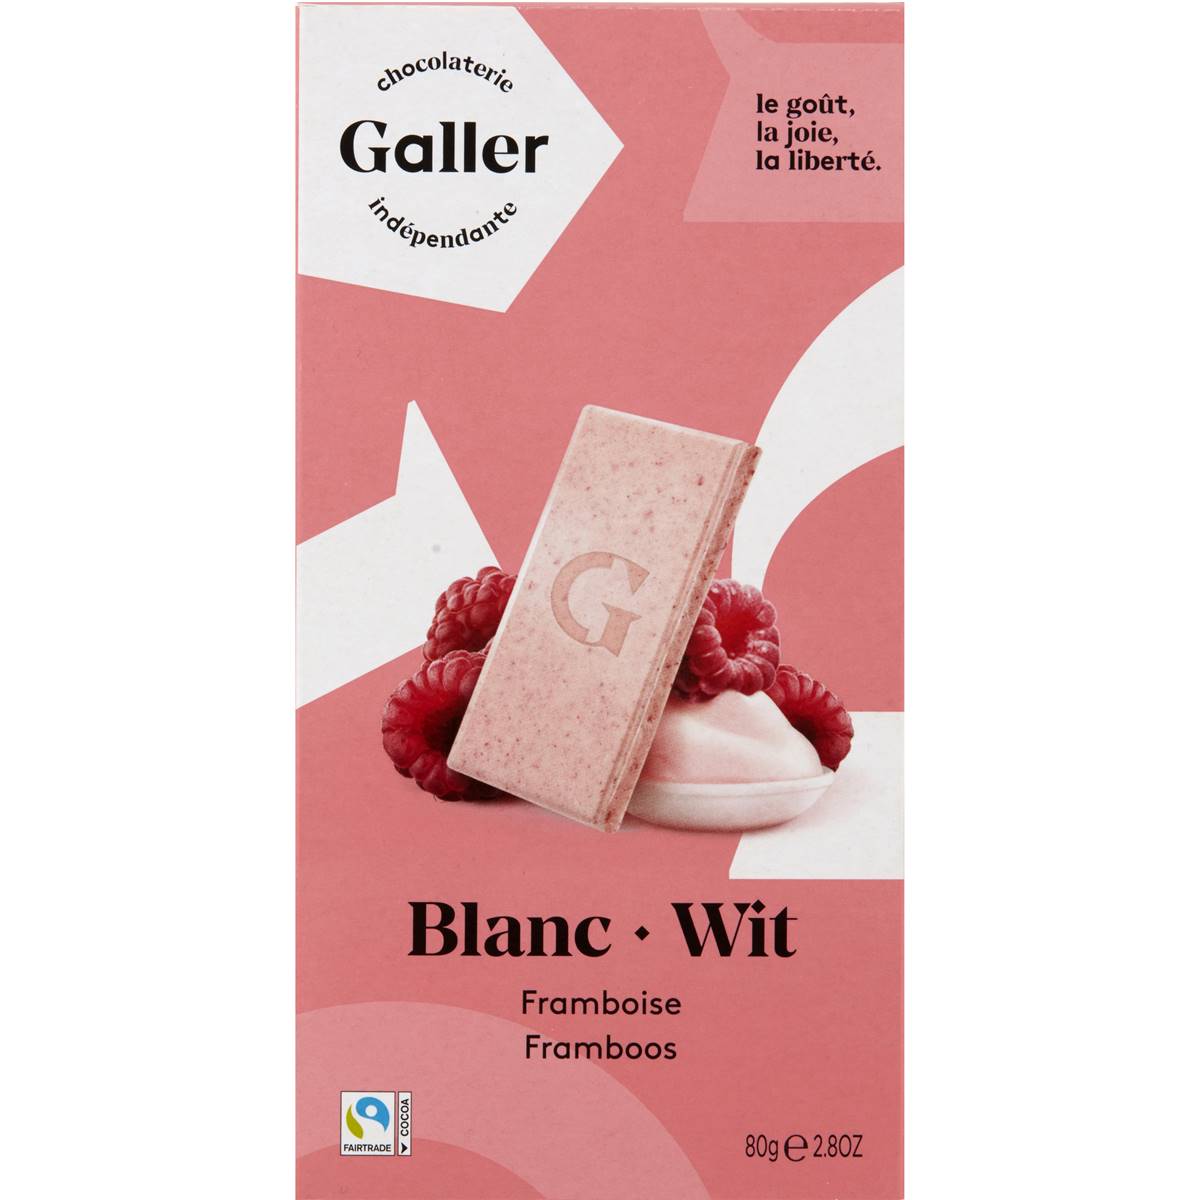 chocolaterie
Galler
indépendante
le goût,
la joie,
la liberté.
G
Blanc · Wit
Framboise
Framboos
FAIRTRADE
COCOA
80g ℮ 2.8OZ